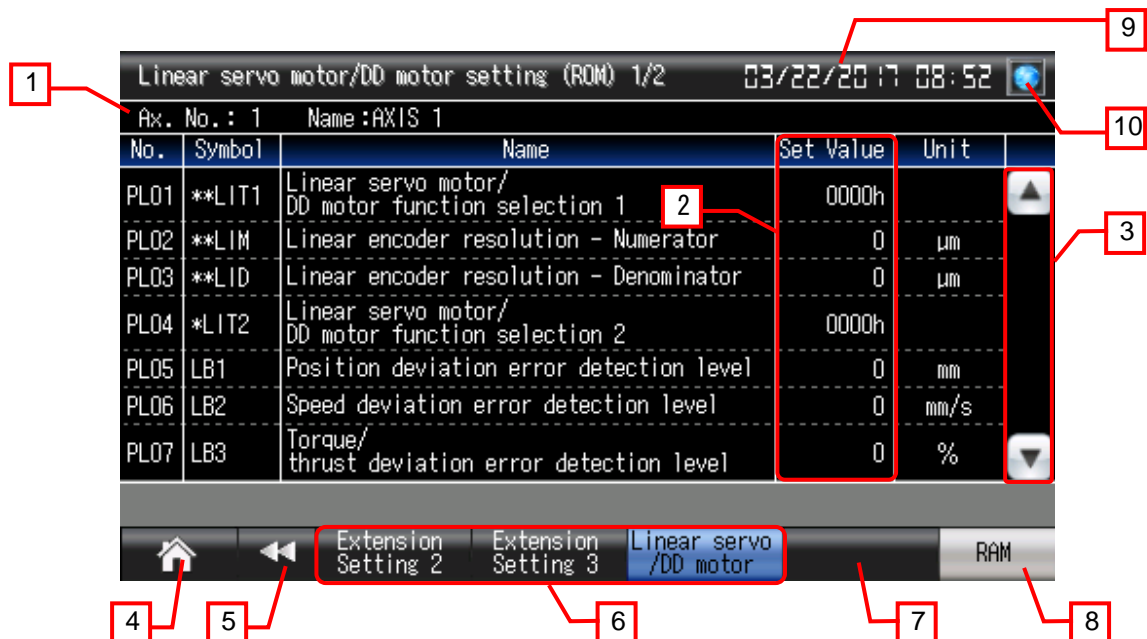 9
Linear servo motor/DD motor setting (ROM) 1/2 03/22/2017 08:52
1
10
Ax. No.: 1 Name:AXIS 1
No. Symbol Name Set Value Unit
PL01 **LIT1 Linear servo motor/
DD motor function selection 1 0000h
2
PL02 **LIM Linear encoder resolution - Numerator 0 μm
3
PL03 **LID Linear encoder resolution - Denominator 0 μm
PL04 *LIT2 Linear servo motor/
DD motor function selection 2 0000h
PL05 LB1 Position deviation error detection level 0 mm
PL06 LB2 Speed deviation error detection level 0 mm/s
PL07 LB3 Torque/
thrust deviation error detection level 0 %
Extension
Setting 2
Extension
Setting 3
Linear servo
/DD motor
RAM
4 5 6 7 8